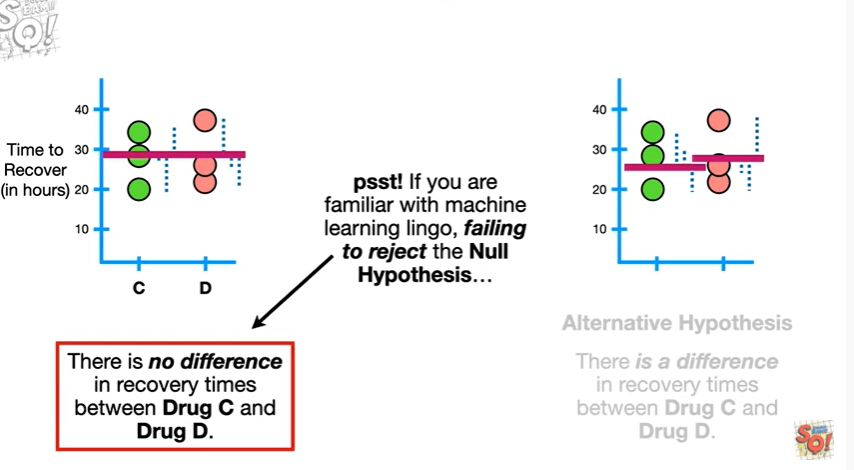 40
30
20
10
Time to
Recover
(in hours)
C
D
psst! If you are
familiar with machine
learning lingo, failing
to reject the Null
Hypothesis…
There is no difference
in recovery times
between Drug C and
Drug D.
40
30
20
10
Alternative Hypothesis
There is a difference
in recovery times
between Drug C and
Drug D.
SQ!